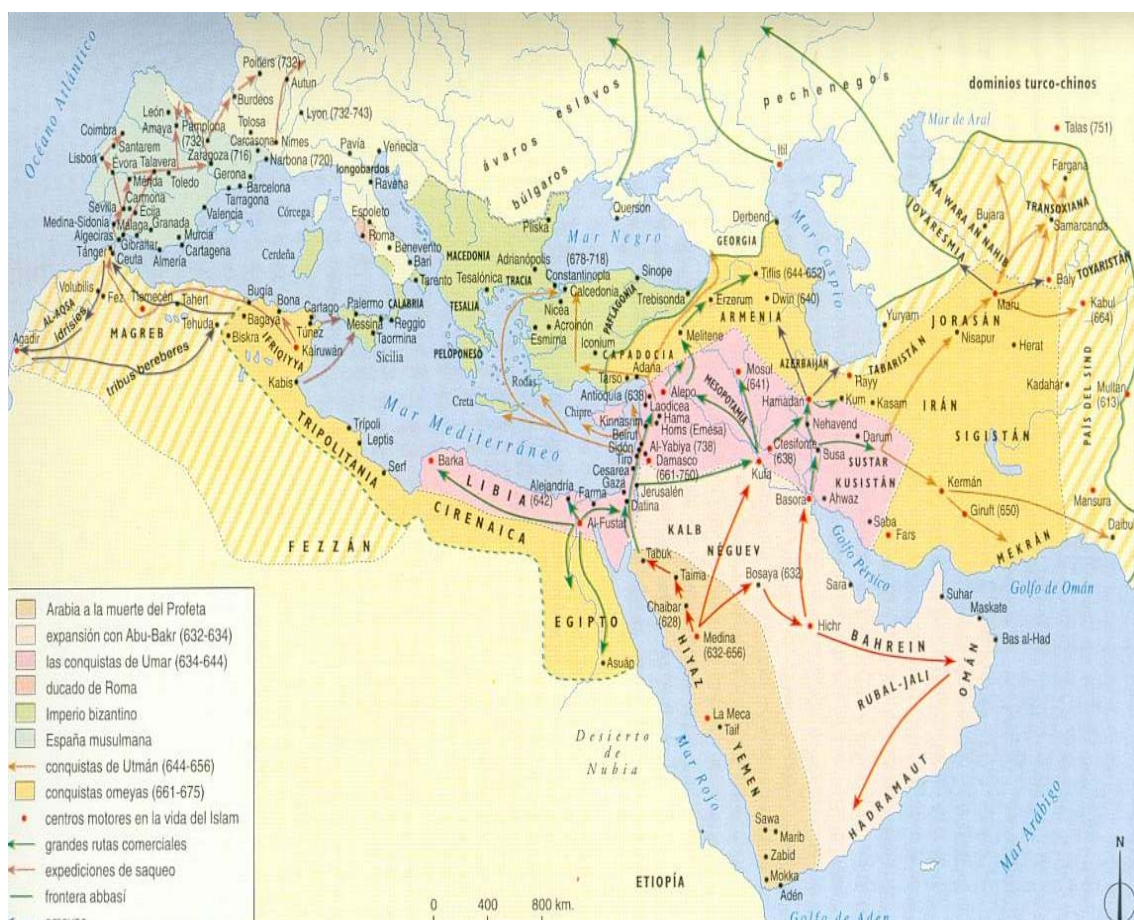 Océano Atlántico
Poitiers (732)
Autun
Burdeos
Lyon (732-743)
León
Amaya
Pamplona
(732)
Tolosa
Carcasona
Nimes
Narbona (720)
Coimbra
Santarem
Lisboa
Évora
Talavera
Zaragoza (716)
Gerona
Barcelona
Tarragona
Mérida
Toledo
Carmona
Sevilla
Écija
Valencia
Medina-Sidonia
Málaga
Granada
Murcia
Algeciras
Gibraltar
Cartagena
Tánger
Almería
Ceuta
Pavía
Venecia
longobardos
Ravana
Córcega
Espoleto
Roma
Cerdeña
Benevento
Bari
Tarento
ávaros eslavos
búlgaros
pechenegos
dominios turco-chinos
Mar de Aral
Talas (751)
Itil
Querson
Pliska
Mar Negro
(678-718)
Derbend
Mar Caspio
GEORGIA
MA WARA AN NAHIR
JOVARESMIA
Fargana
TRANSOXIANA
Bujara
Samarcanda
TOYARISTÁN
Baly
Maru
Kabul
(664)
MACEDONIA
Adrianópolis
Tesalónica
TRACIA
Constantinopla
Calcedonia
Nicea
Sinope
Trebisonda
PAFLAGONIA
Tiflis (644-652)
Erzerum
Dwin (640)
ARMENIA
TESALIA
Acroinón
Esmirna
Iconium
PELOPONESO
CAPADOCIA
Melitene
Adana
Tarso
Rodas
Creta
Chipre
CALABRIA
Palermo
Messina
Reggio
Taormina
Sicilia
Volubilis
Fez
Tlemecén
Tahert
Bugía
Bona
Cartago
Túnez
Kairuwán
AL-AQSA
Idrisíes
MAGREB
Tehuda
Bagaya
Biskra
IFRIQIYYA
Agadir
tribus bereberes
Kabis
TRIPOLITANIA
Trípoli
Leptis
Serf
Mar Mediterráneo
Antioquía (638)
Alepo
Laodicea
Kinnasrim
Hama
Homs (Emesa)
Beirut
Sidón
Al-Yabiya (738)
Tiro
Damasco
(661-750)
Cesarea
Gaza
Jerusalén
Datina
MESOPOTAMIA
Mosul
(641)
AZERBAIHÁN
TABARISTÁN
Yuryam
Rayy
JORASÁN
Nisapur
Herat
Hamadan
Kum
Kasam
Nehavend
Ctesifonte
(638)
Susa
Darum
SUSTAR
KUSISTÁN
Kufa
Basora
Ahwaz
Saba
Fars
IRÁN
SIGISTÁN
Kadahár
PAÍS DEL SIND
Multan
(613)
Kermán
Giruft (650)
Mansura
Daibul
MEKRÁN
Barka
LIBIA
Alejandría
(642)
Farma
Al-Fustat
CIRENAICA
FEZZÁN
EGIPTO
Asuáp
KALB
NÉGUEV
Tabuk
Taima
Bosaya (632)
Chaibar
(628)
Medina
(632-656)
HIYAZ
Hichr
BAHREIN
Golfo Pérsico
Sara
Golfo de Omán
Suhar
Maskate
Bas al-Had
OMÁN
RUBAL-JALI
La Meca
Taif
YEMEN
HADRAMAUT
Mar Rojo
Desierto
de
Nubia
Sawa
Marib
Zabid
Mokka
Adén
ETIOPÍA
Mar Arábigo
Golfo de Aden
N
0 400 800 km.
Arabia a la muerte del Profeta
expansión con Abu-Bakr (632-634)
las conquistas de Umar (634-644)
ducado de Roma
Imperio bizantino
España musulmana
conquistas de Utmán (644-656)
conquistas omeyas (661-675)
centros motores en la vida del Islam
grandes rutas comerciales
expediciones de saqueo
frontera abbasí